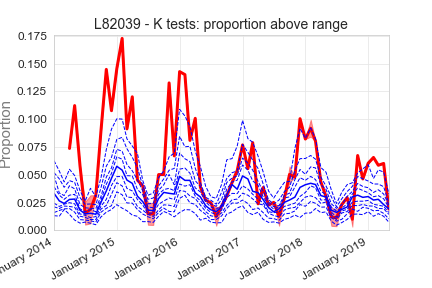 L82039 - K tests: proportion above range
Proportion
0.175
0.150
0.125
0.100
0.075
0.050
0.025
0.000
nuary 2014
January 2015
January 2016
January 2017
January 2018
January 2019